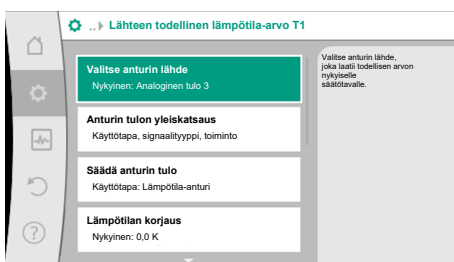 ..› Lähteen todellinen lämpötila-arvo T1
Valitse anturin lähde
Nykyinen: Analoginen tulo 3
Anturin tulon yleiskatsaus
Käyttötapa, signaalityyppi, toiminto
Säädä anturin tulo
Käyttötapa: Lämpötila-anturi
Lämpötilan korjaus
Nykyinen: 0,0 K
Valitse anturin lähde,
joka laatii todellisen arvon
nykyiselle
säätötavalle.
?